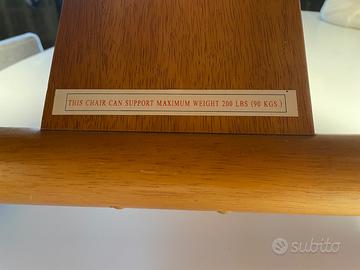 THIS CHAIR CAN SUPPORT MAXIMUM WEIGHT 200 LBS (90 KGS.)
subito